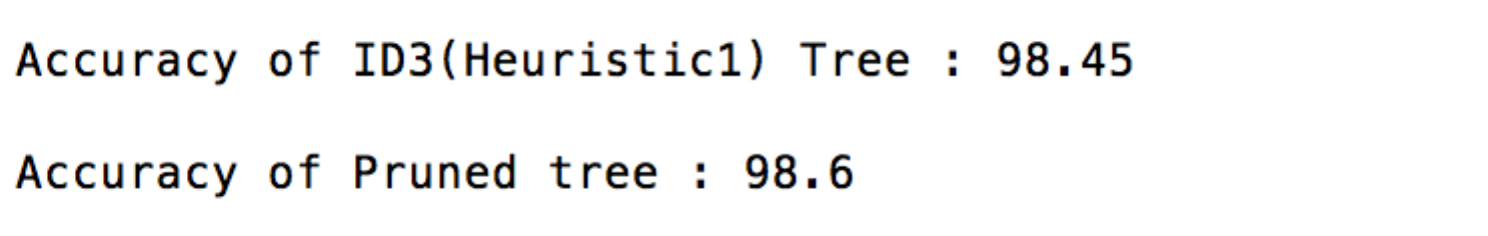 Accuracy of ID3(Heuristic1) Tree : 98.45
Accuracy of Pruned tree : 98.6